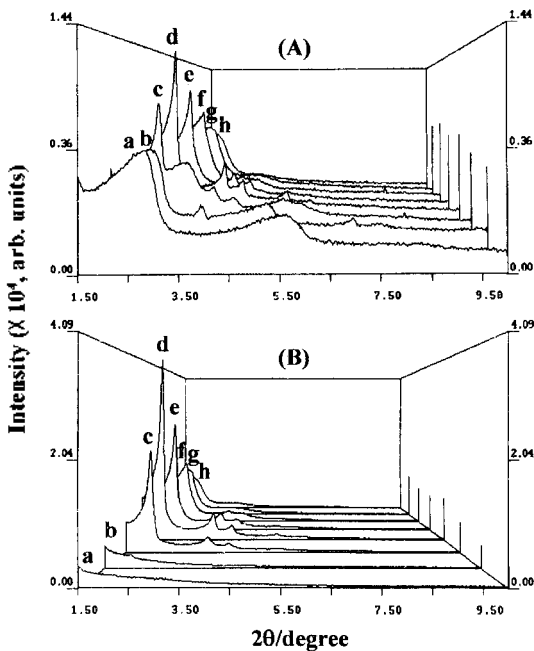 (A)
1.44
1.44
d
c
e
f
g
a
b
h
0.36
0.36
0.00
0.00
1.50
3.50
5.50
7.50
9.50
Intensity (X 10⁴, arb. units)
(B)
4.09
4.09
d
e
c
f
g
h
2.04
2.04
b
a
0.00
0.00
1.50
3.50
5.50
7.50
9.50
2θ/degree